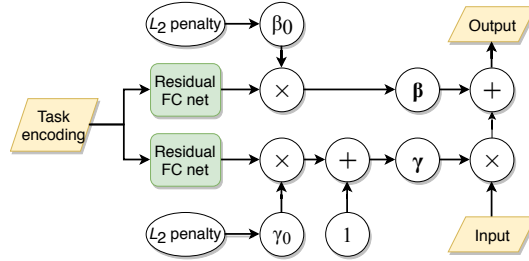 L2 penalty
β0
Output
Residual
FC net
×
β
+
Task
encoding
Residual
FC net
×
+
γ
×
L2 penalty
γ0
1
Input